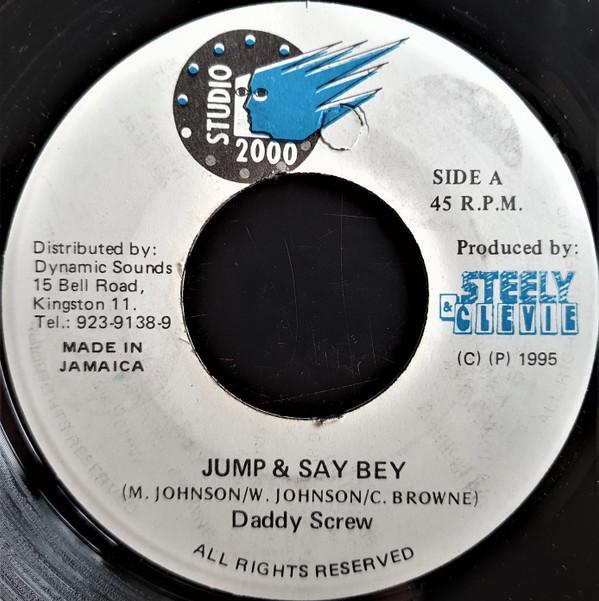 STUDIO
2000
SIDE A
45 R.P.M.
Distributed by:
Dynamic Sounds
15 Bell Road,
Kingston 11.
Tel.: 923-9138-9
MADE IN
JAMAICA
Produced by:
STEELY
& CLEVIE
(C) (P) 1995
JUMP & SAY BEY
(M. JOHNSON/W. JOHNSON/C. BROWNE)
Daddy Screw
ALL RIGHTS RESERVED